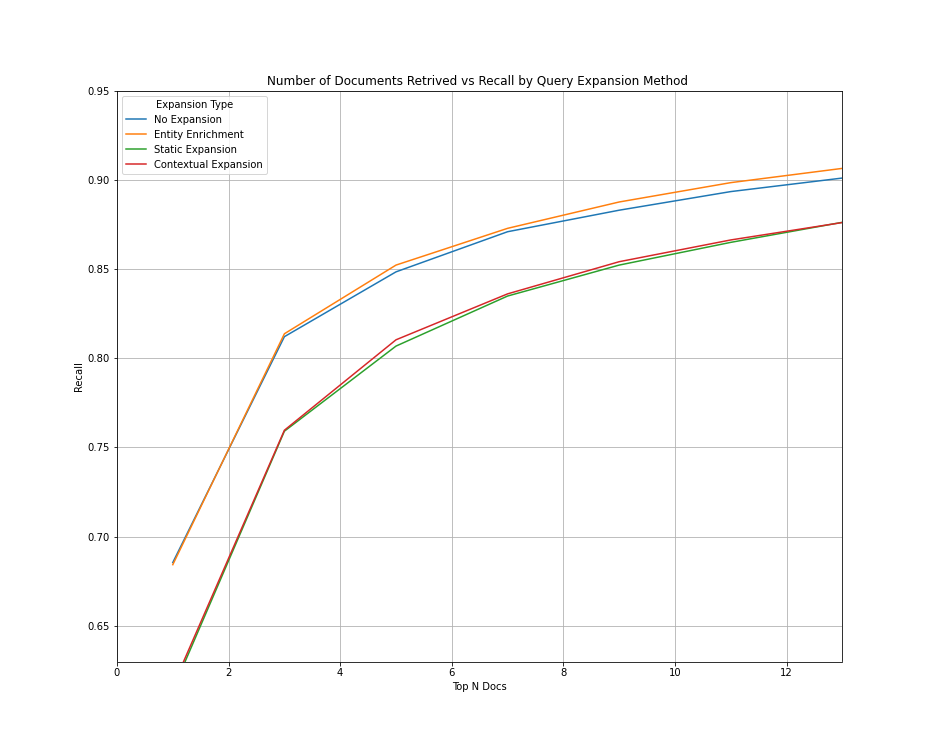 Number of Documents Retrived vs Recall by Query Expansion Method
0.95
0.90
0.85
0.80
0.75
0.70
0.65
Recall
Expansion Type
No Expansion
Entity Enrichment
Static Expansion
Contextual Expansion
0 2 4 6 8 10 12
Top N Docs